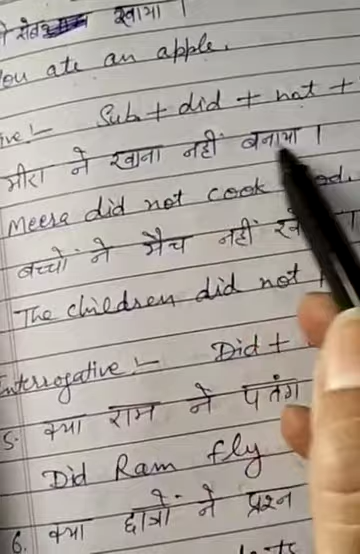 ने सेब खाया ।
You ate an apple.
ive:- Sub + did + not +
मीरा ने खाना नहीं बनाया ।
Meera did not cook
बच्चों ने मैच नहीं
The children did not
Interrogative:- Did +
5. क्या राम ने पतंग
Did Ram fly
6. क्या छात्रों ने प्रश्न